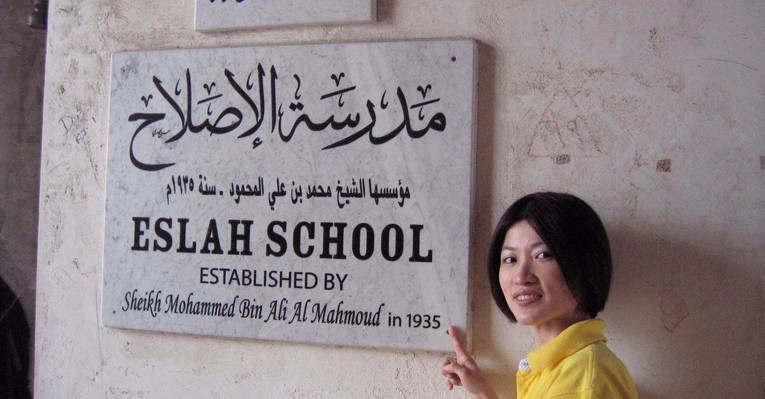 مدرسة الإصلاح
مؤسسها الشيخ محمد بن علي المحمود ـ سنة ١٩٣٥م
ESLAH SCHOOL
ESTABLISHED BY
Sheikh Mohammed Bin Ali Al Mahmoud in 1935